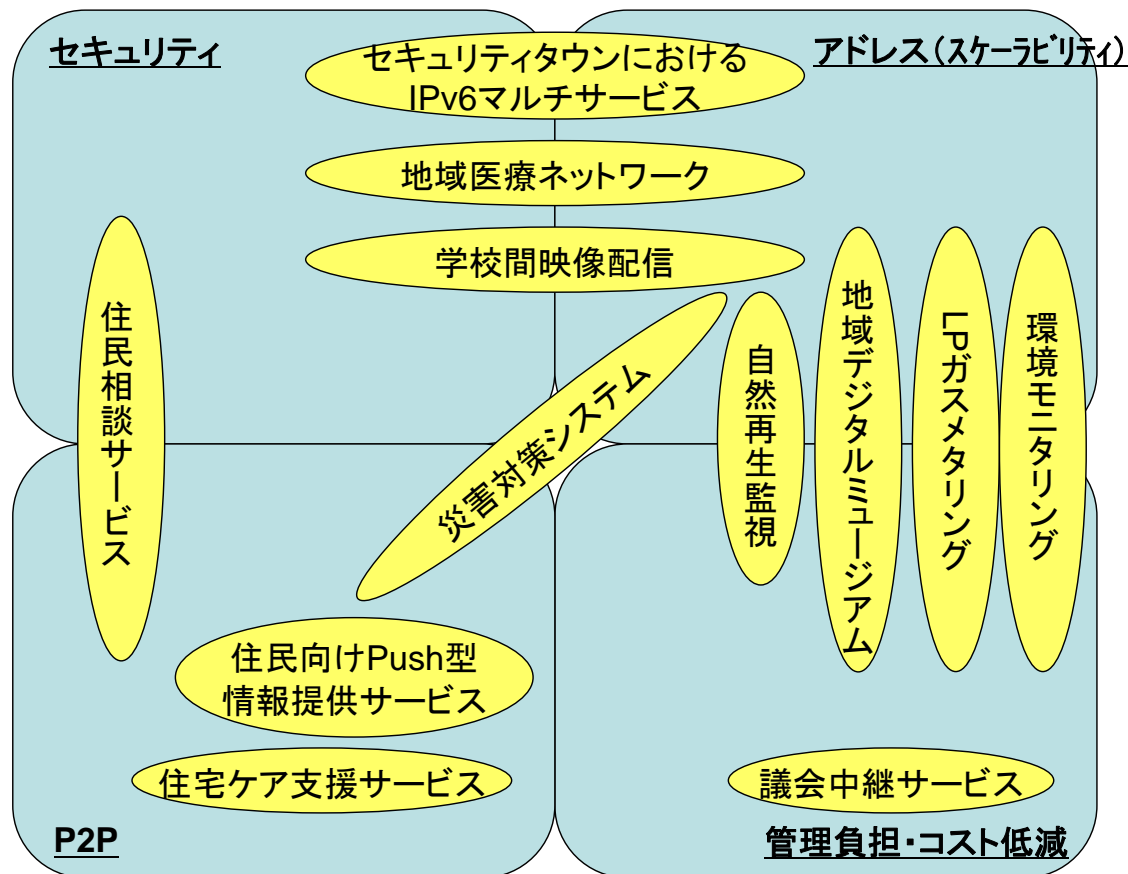 セキュリティ
アドレス（スケーラビリティ）
セキュリティタウンにおける
IPv6マルチサービス
地域医療ネットワーク
学校間映像配信
住民相談サービス
災害対策システム
自然再生監視
地域デジタルミュージアム
LPガスメタリング
環境モニタリング
住民向けPush型
情報提供サービス
住宅ケア支援サービス
議会中継サービス
P2P
管理負担・コスト低減